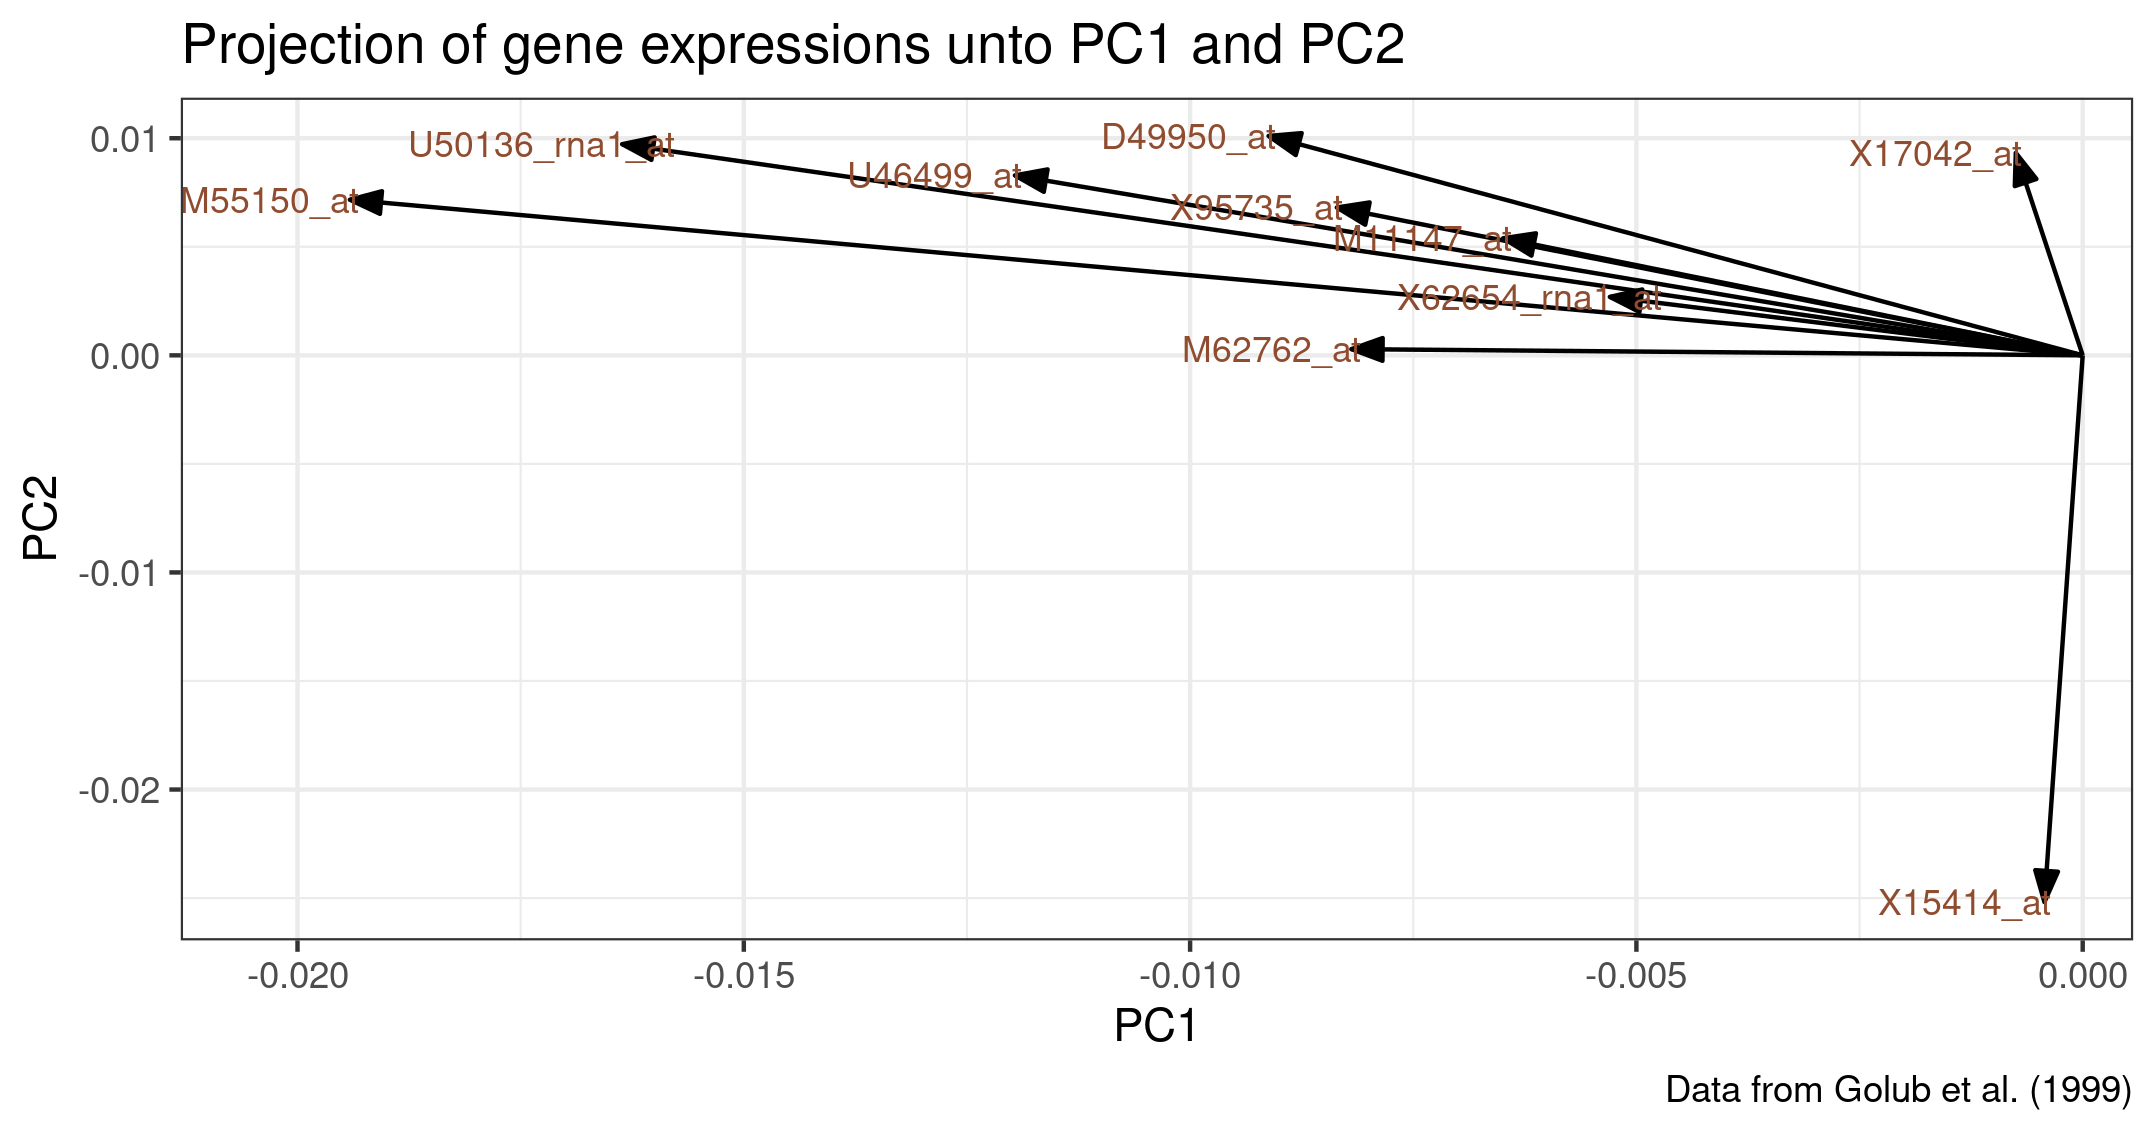 Projection of gene expressions unto PC1 and PC2
0.01
0.00
-0.01
-0.02
PC2
U50136_rna1_at
D49950_at
X17042_at
U46499_at
M55150_at
X95735_at
M11147_at
X62654_rna1_at
M62762_at
X15414_at
-0.020
-0.015
-0.010
-0.005
0.000
PC1
Data from Golub et al. (1999)